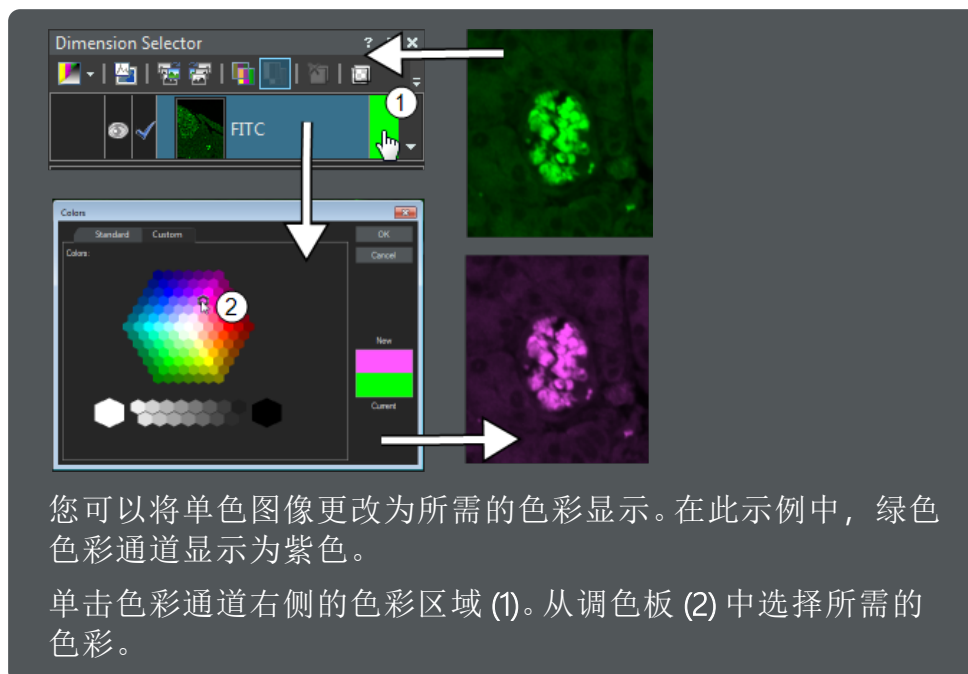 Dimension Selector
?
x
1
FITC
Colors
Standard
Custom
OK
Colors:
Cancel
2
New
Current
您可以将单色图像更改为所需的色彩显示。在此示例中，绿色
色彩通道显示为紫色。
单击色彩通道右侧的色彩区域 (1)。从调色板 (2) 中选择所需的
色彩。